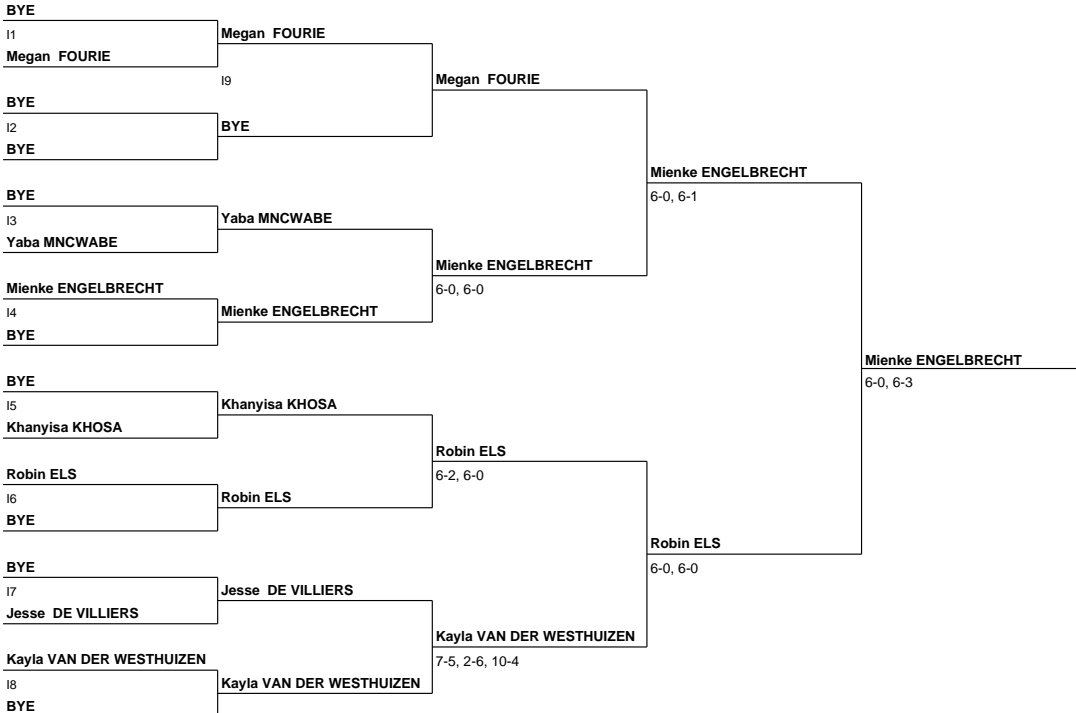 BYE
I1
Megan FOURIE
BYE
I2
BYE
BYE
I3
Yaba MNCWABE
Mienke ENGELBRECHT
I4
BYE
BYE
I5
Khanyisa KHOSA
Robin ELS
I6
BYE
BYE
I7
Jesse DE VILLIERS
Kayla VAN DER WESTHUIZEN
I8
BYE
Megan FOURIE
I9
BYE
Yaba MNCWABE
Mienke ENGELBRECHT
Khanyisa KHOSA
Robin ELS
Jesse DE VILLIERS
Kayla VAN DER WESTHUIZEN
Megan FOURIE
Mienke ENGELBRECHT
6-0, 6-0
Robin ELS
6-2, 6-0
Kayla VAN DER WESTHUIZEN
7-5, 2-6, 10-4
Mienke ENGELBRECHT
6-0, 6-1
Robin ELS
6-0, 6-0
Mienke ENGELBRECHT
6-0, 6-3